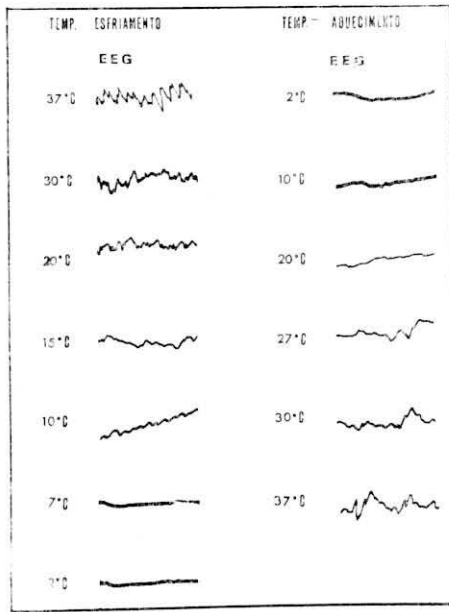 TEMP. ESFRIAMENTO
EEG
37°C
30°C
20°C
15°C
10°C
7°C
TEMP. AQUECIMENTO
EEG
2°C
10°C
20°C
27°C
30°C
37°C